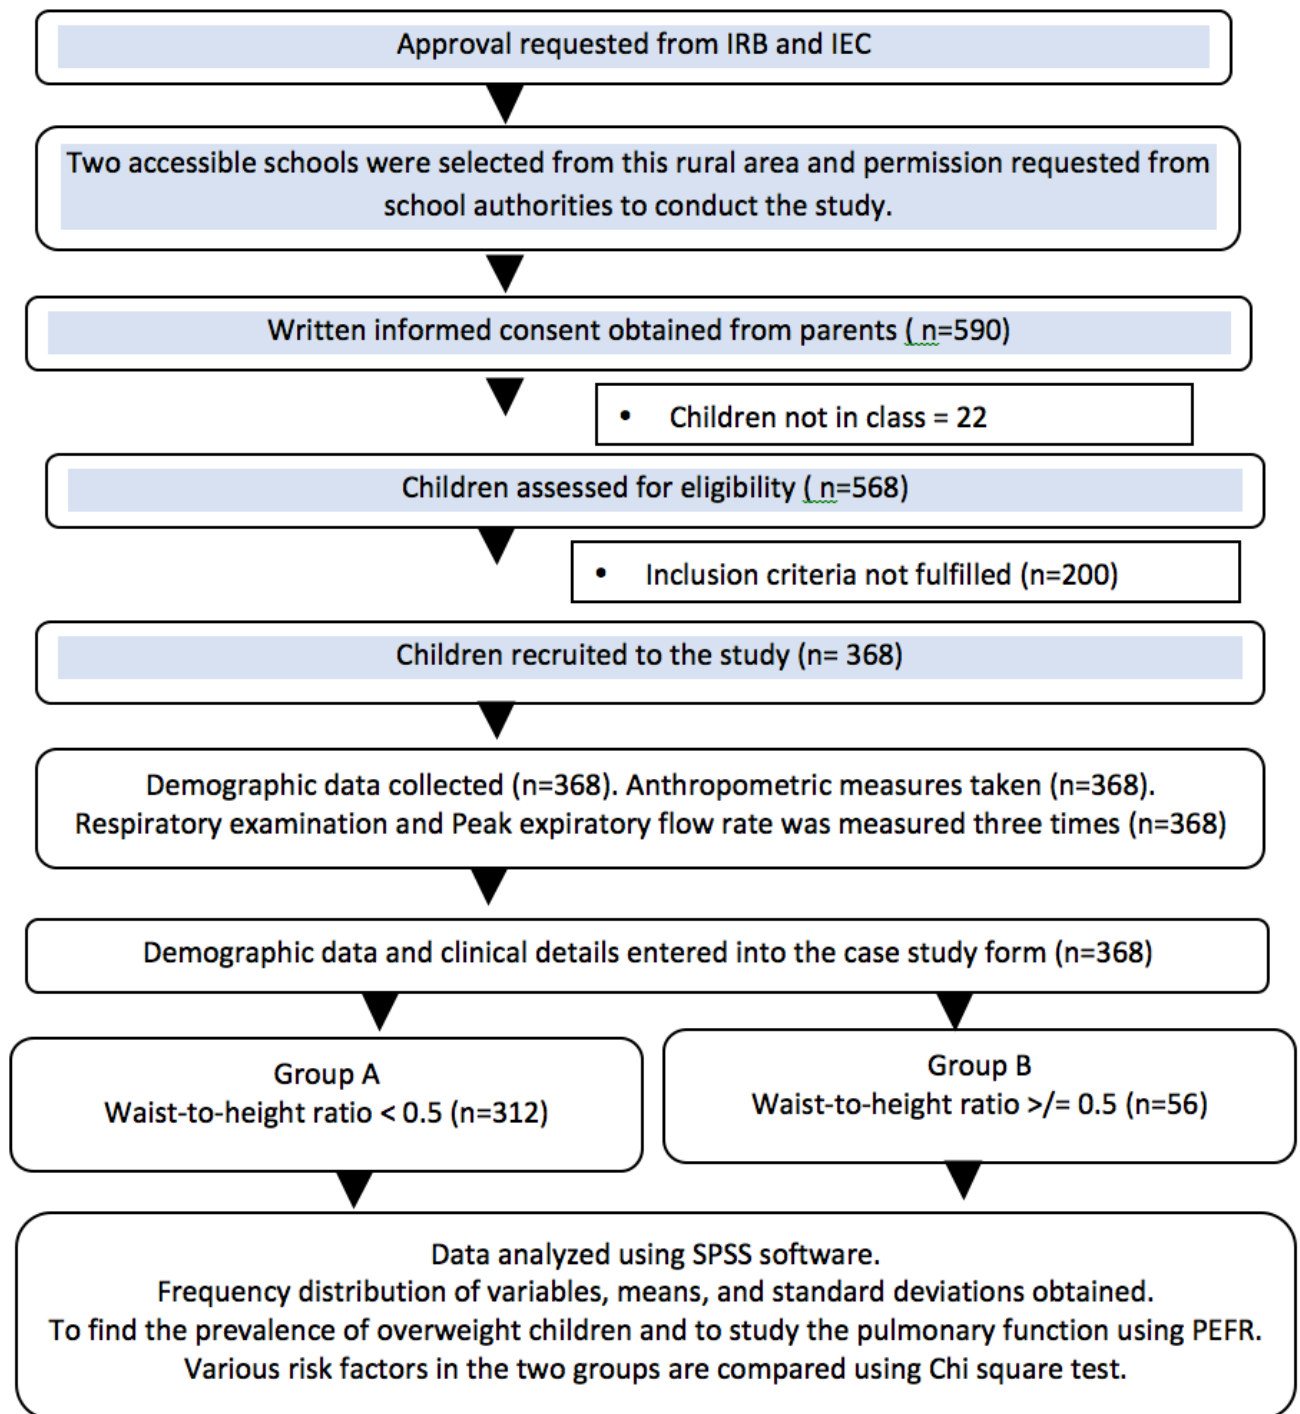 Approval requested from IRB and IEC
Two accessible schools were selected from this rural area and permission requested from
school authorities to conduct the study.
Written informed consent obtained from parents ( n=590)
• Children not in class = 22
Children assessed for eligibility ( n=568)
• Inclusion criteria not fulfilled (n=200)
Children recruited to the study (n= 368)
Demographic data collected (n=368). Anthropometric measures taken (n=368).
Respiratory examination and Peak expiratory flow rate was measured three times (n=368)
Demographic data and clinical details entered into the case study form (n=368)
Group A
Waist-to-height ratio < 0.5 (n=312)
Group B
Waist-to-height ratio >/= 0.5 (n=56)
Data analyzed using SPSS software.
Frequency distribution of variables, means, and standard deviations obtained.
To find the prevalence of overweight children and to study the pulmonary function using PEFR.
Various risk factors in the two groups are compared using Chi square test.